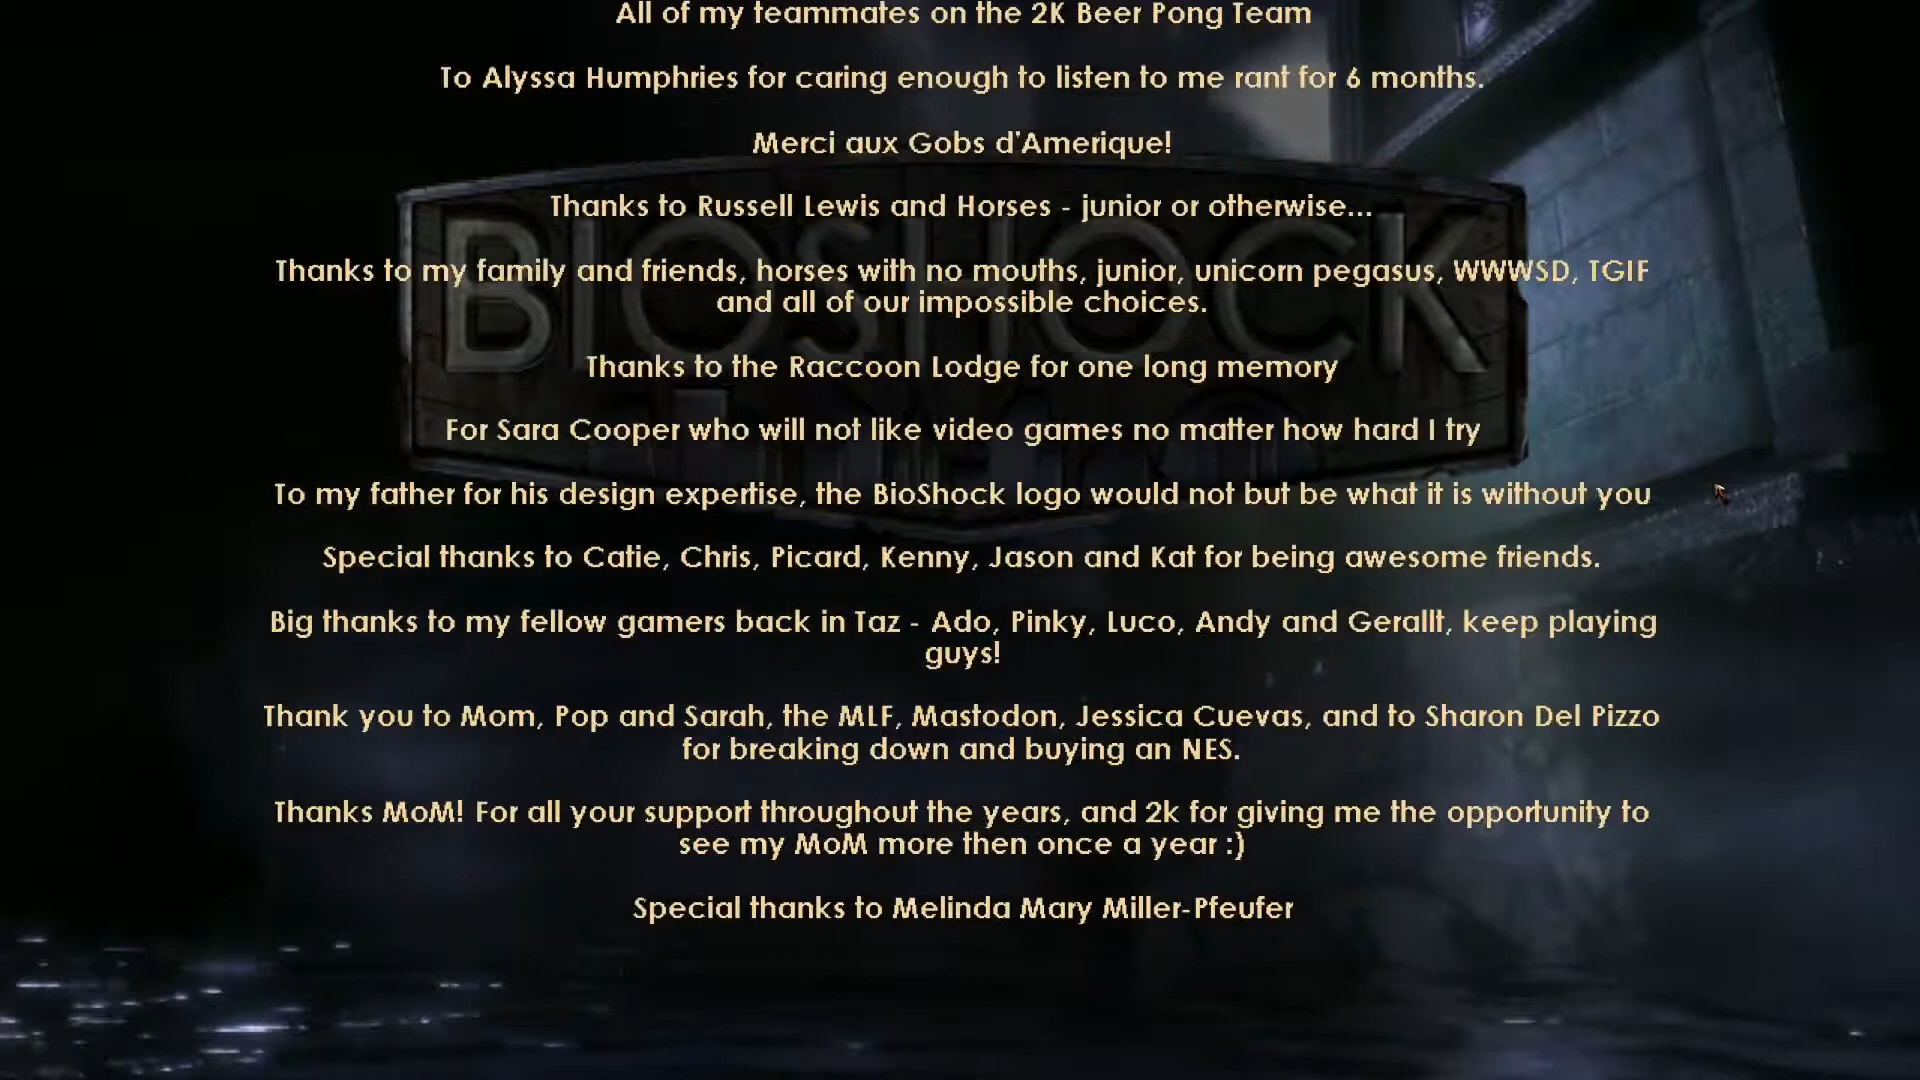 All of my teammates on the 2K Beer Pong Team
To Alyssa Humphries for caring enough to listen to me rant for 6 months.
Merci aux Gobs d'Amerique!
Thanks to Russell Lewis and Horses - junior or otherwise...
Thanks to my family and friends, horses with no mouths, junior, unicorn pegasus, WWWSD, TGIF
and all of our impossible choices.
Thanks to the Raccoon Lodge for one long memory
For Sara Cooper who will not like video games no matter how hard I try
To my father for his design expertise, the BioShock logo would not but be what it is without you
Special thanks to Catie, Chris, Picard, Kenny, Jason and Kat for being awesome friends.
Big thanks to my fellow gamers back in Taz - Ado, Pinky, Luco, Andy and Gerallt, keep playing
guys!
Thank you to Mom, Pop and Sarah, the MLF, Mastodon, Jessica Cuevas, and to Sharon Del Pizzo
for breaking down and buying an NES.
Thanks MoM! For all your support throughout the years, and 2k for giving me the opportunity to
see my MoM more then once a year :)
Special thanks to Melinda Mary Miller-Pfeufer
BIOSHOCK